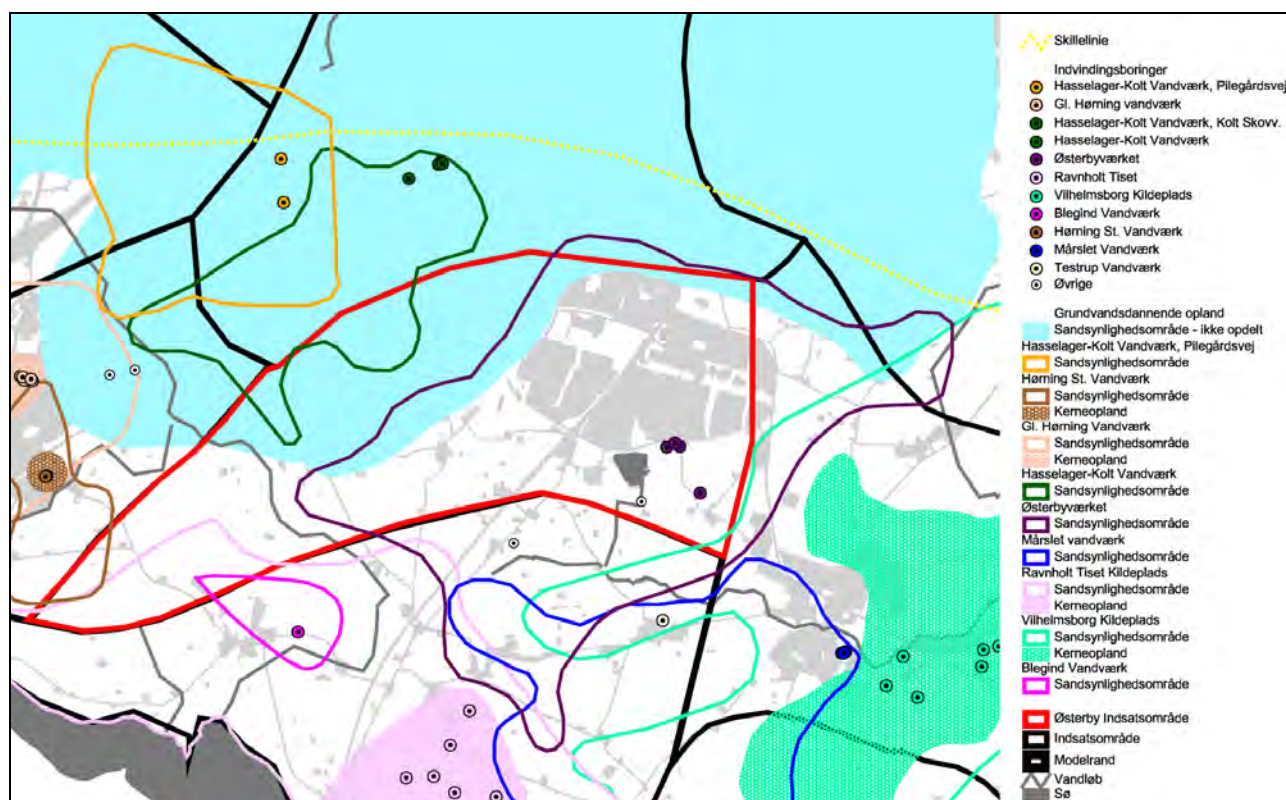 Skillelinie
Indvindingsboringer
Hasselager-Kolt Vandværk, Pilegårdsvej
Gl. Hørning vandværk
Hasselager-Kolt Vandværk, Kolt Skovv.
Hasselager-Kolt Vandværk
Østerbyværket
Ravnholt Tiset
Vilhelmsborg Kildeplads
Blegind Vandværk
Hørning St. Vandværk
Mårslet Vandværk
Testrup Vandværk
Øvrige
Grundvandsdannende opland
Sandsynlighedsområde - ikke opdelt
Hasselager-Kolt Vandværk, Pilegårdsvej
Sandsynlighedsområde
Hørning St. Vandværk
Sandsynlighedsområde
Kerneopland
Gl. Hørning Vandværk
Sandsynlighedsområde
Kerneopland
Hasselager-Kolt Vandværk
Sandsynlighedsområde
Østerbyværket
Sandsynlighedsområde
Mårslet vandværk
Sandsynlighedsområde
Ravnholt Tiset Kildeplads
Sandsynlighedsområde
Kerneopland
Vilhelmsborg Kildeplads
Sandsynlighedsområde
Kerneopland
Blegind Vandværk
Sandsynlighedsområde
Østerby Indsatsområde
Indsatsområde
Modelrand
Vandløb
Sø